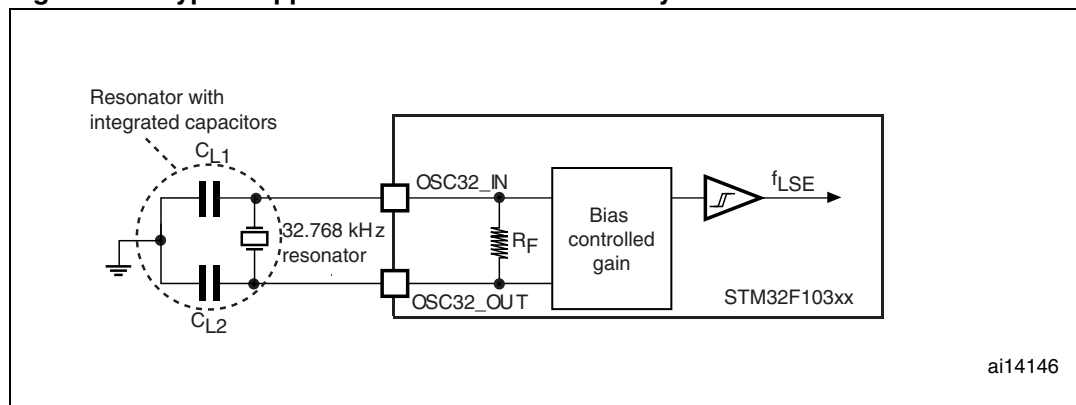 Resonator with
integrated capacitors
CL1
OSC32_IN
fLSE
32.768 kHz
resonator
RF
Bias
controlled
gain
OSC32_OUT
STM32F103xx
CL2
ai14146